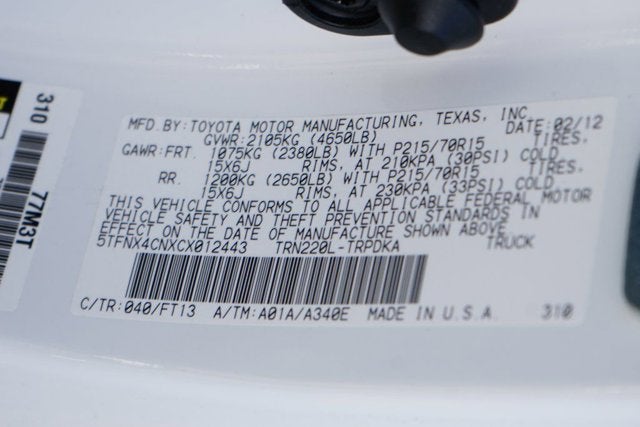 MFD.BY:TOYOTA MOTOR MANUFACTURING, TEXAS, INC.
GVWR:2105KG (4650LB) DATE:02/12
GAWR:FRT. 1075KG (2380LB) WITH P215/70R15 TIRES,
15X6J RIMS, AT 210KPA (30PSI) COLD
RR. 1200KG (2650LB) WITH P215/70R15 TIRES,
15X6J RIMS, AT 230KPA (33PSI) COLD
THIS VEHICLE CONFORMS TO ALL APPLICABLE FEDERAL MOTOR
VEHICLE SAFETY AND THEFT PREVENTION STANDARDS IN
EFFECT ON THE DATE OF MANUFACTURE SHOWN ABOVE.
5TFNX4CNXCX012443 TRN220L-TRPDKA TRUCK
C/TR:040/FT13 A/TM:A01A/A340E MADE IN U.S.A. 310
310
77M3T